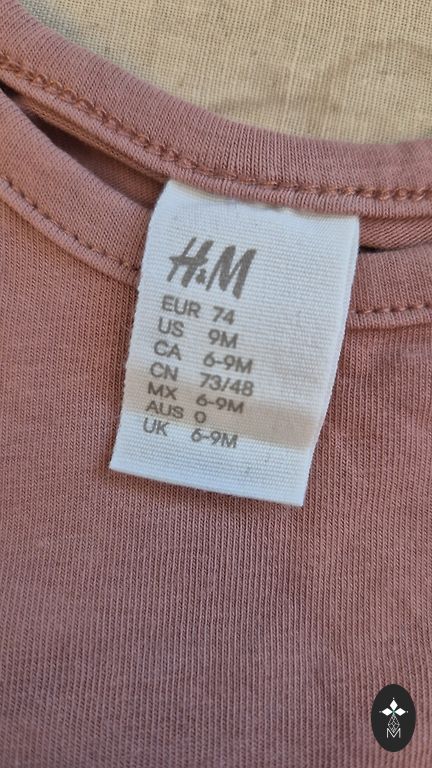 H&M
EUR 74
US 9M
CA 6-9M
CN 73/48
MX 6-9M
AUS 0
UK 6-9M
M